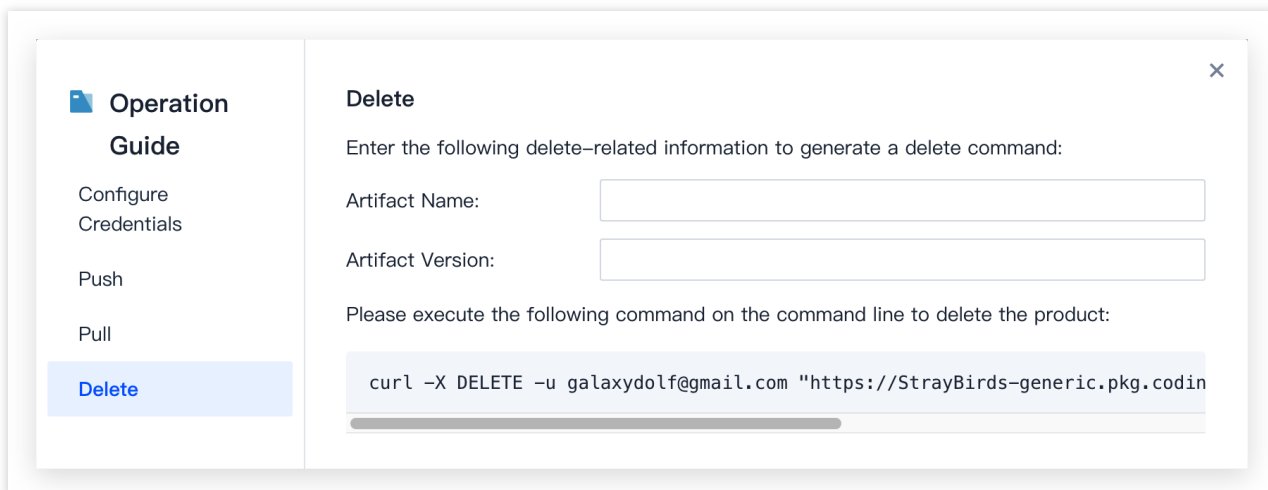 Operation
Guide
Configure
Credentials
Push
Pull
Delete
Delete
Enter the following delete-related information to generate a delete command:
Artifact Name:
Artifact Version:
Please execute the following command on the command line to delete the product:
curl -X DELETE -u galaxydolf@gmail.com "https://StrayBirds-generic.pkg.codin